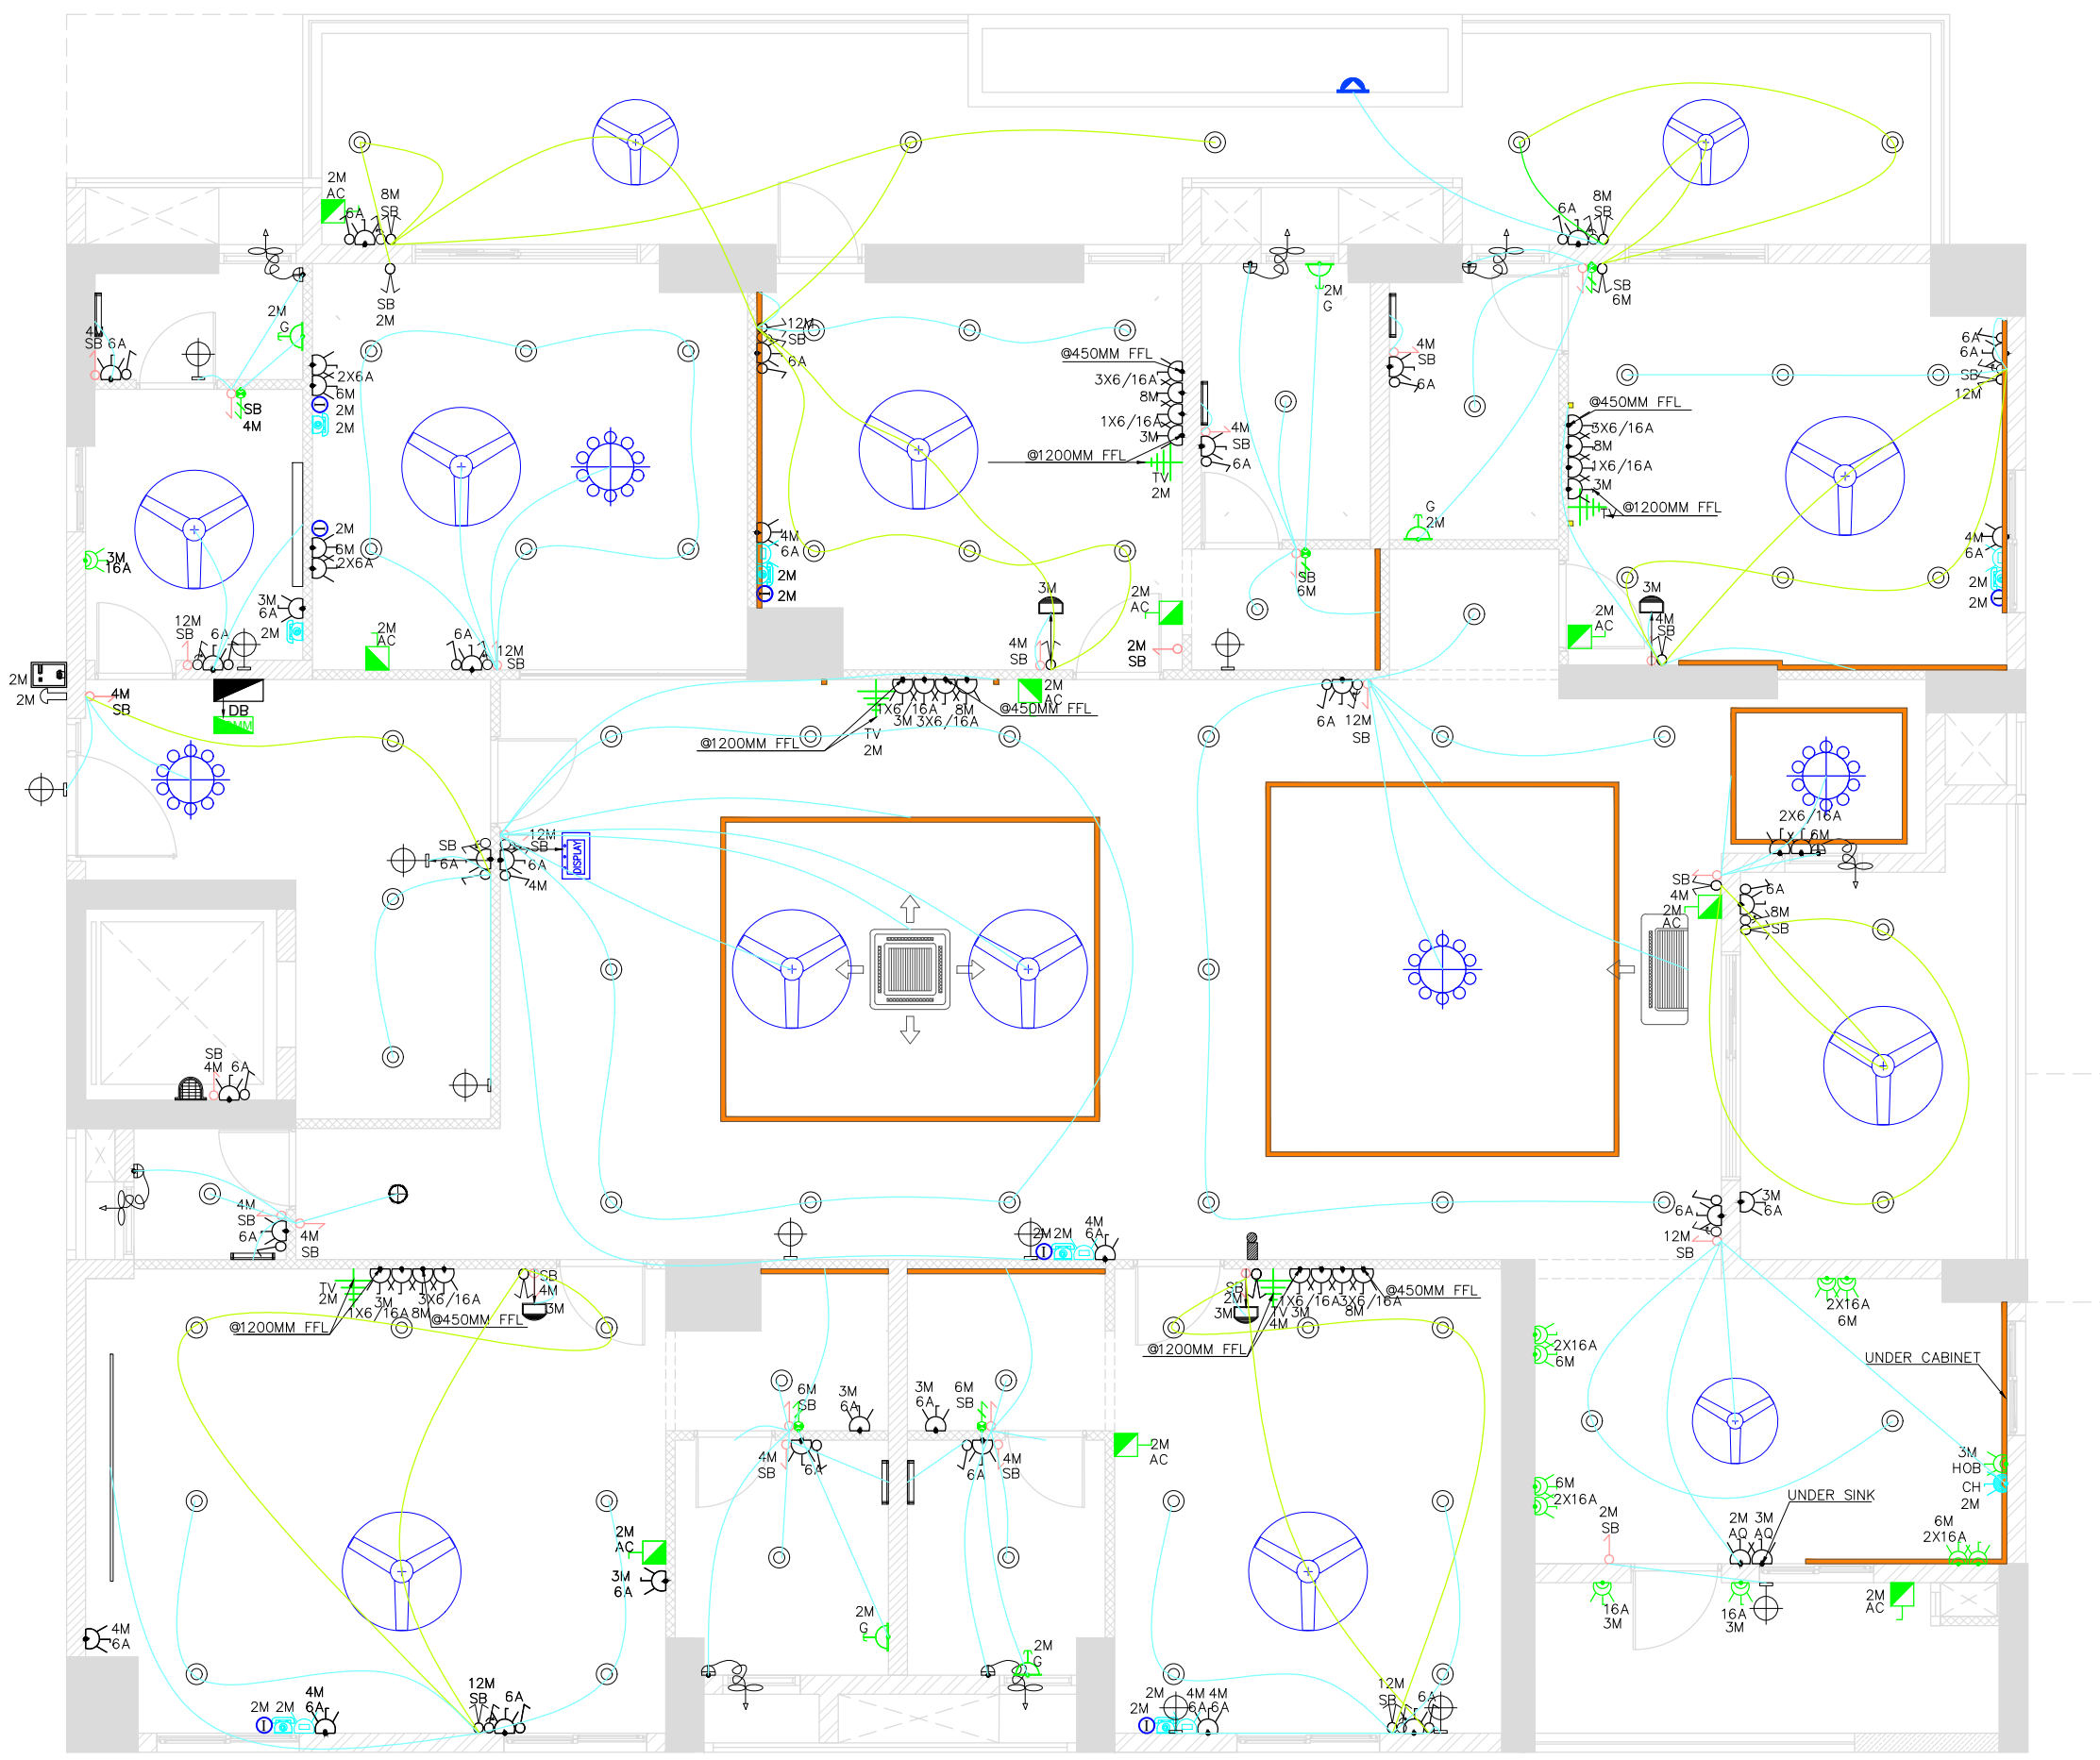 2M
AC
6A
8M
SB
6A
8M
SB
SB
2M
2M
G
2M
G
SB
6M
4M
SB 6A
12M
SB
6A
4M
SB
6A
6A
6A
SB
12M
2X6A
6M
2M
2M
@450MM FFL
3X6/16A
8M
1X6/16A
3M
@1200MM FFL
TV
2M
4M
SB
6A
@450MM FFL
3X6/16A
8M
1X6/16A
3M
@1200MM FFL
TV
SB
4M
G
2M
2M
6M
2X6A
4M
6A
2M
2M
4M
6A
2M
2M
3M
16A
3M
6A
2M
SB
6M
3M
2M
AC
3M
2M
AC
4M
SB
12M
SB
6A
2M
AC
6A
12M
SB
4M
SB
2M
SB
2M
2M
4M
SB
DB
2M
AC
1X6/16A
3M
3X6/16A
8M
@450MM FFL
@1200MM FFL
TV
2M
6A
12M
SB
2X6/16A
6M
SB
6A
12M
SB
6A
4M
DISPLAY
SB
4M
2M
AC
6A
8M
SB
SB
4M
6A
4M
SB
6A
4M
SB
2M
2M
4M
6A
6A
3M
6A
12M
SB
TV
2M
3M
1X6/16A
3X6/16A
8M
@450MM FFL
@1200MM FFL
SB
4M
3M
SB
2M
3M
TV
4M
1X6/16A
3M
3X6/16A
8M
@450MM FFL
@1200MM FFL
2X16A
6M
2X16A
6M
UNDER CABINET
6M
SB
3M
6A
3M
6A
6M
SB
4M
SB
6A
6A
4M
SB
2M
AC
3M
HOB
CH
2M
6M
2X16A
UNDER SINK
2M
SB
2M
AQ
3M
AQ
6M
2X16A
2M
AC
3M
6A
16A
3M
16A
3M
2M
AC
4M
6A
2M
G
2M
G
2M
2M
4M
6A
12M
SB
6A
2M
2M
4M
6A
4M
6A
12M
SB
6A